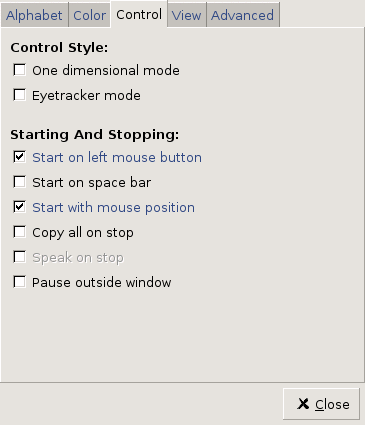 Alphabet Color Control View Advanced
Control Style:
One dimensional mode
Eyetracker mode
Starting And Stopping:
Start on left mouse button
Start on space bar
Start with mouse position
Copy all on stop
Speak on stop
Pause outside window
Close